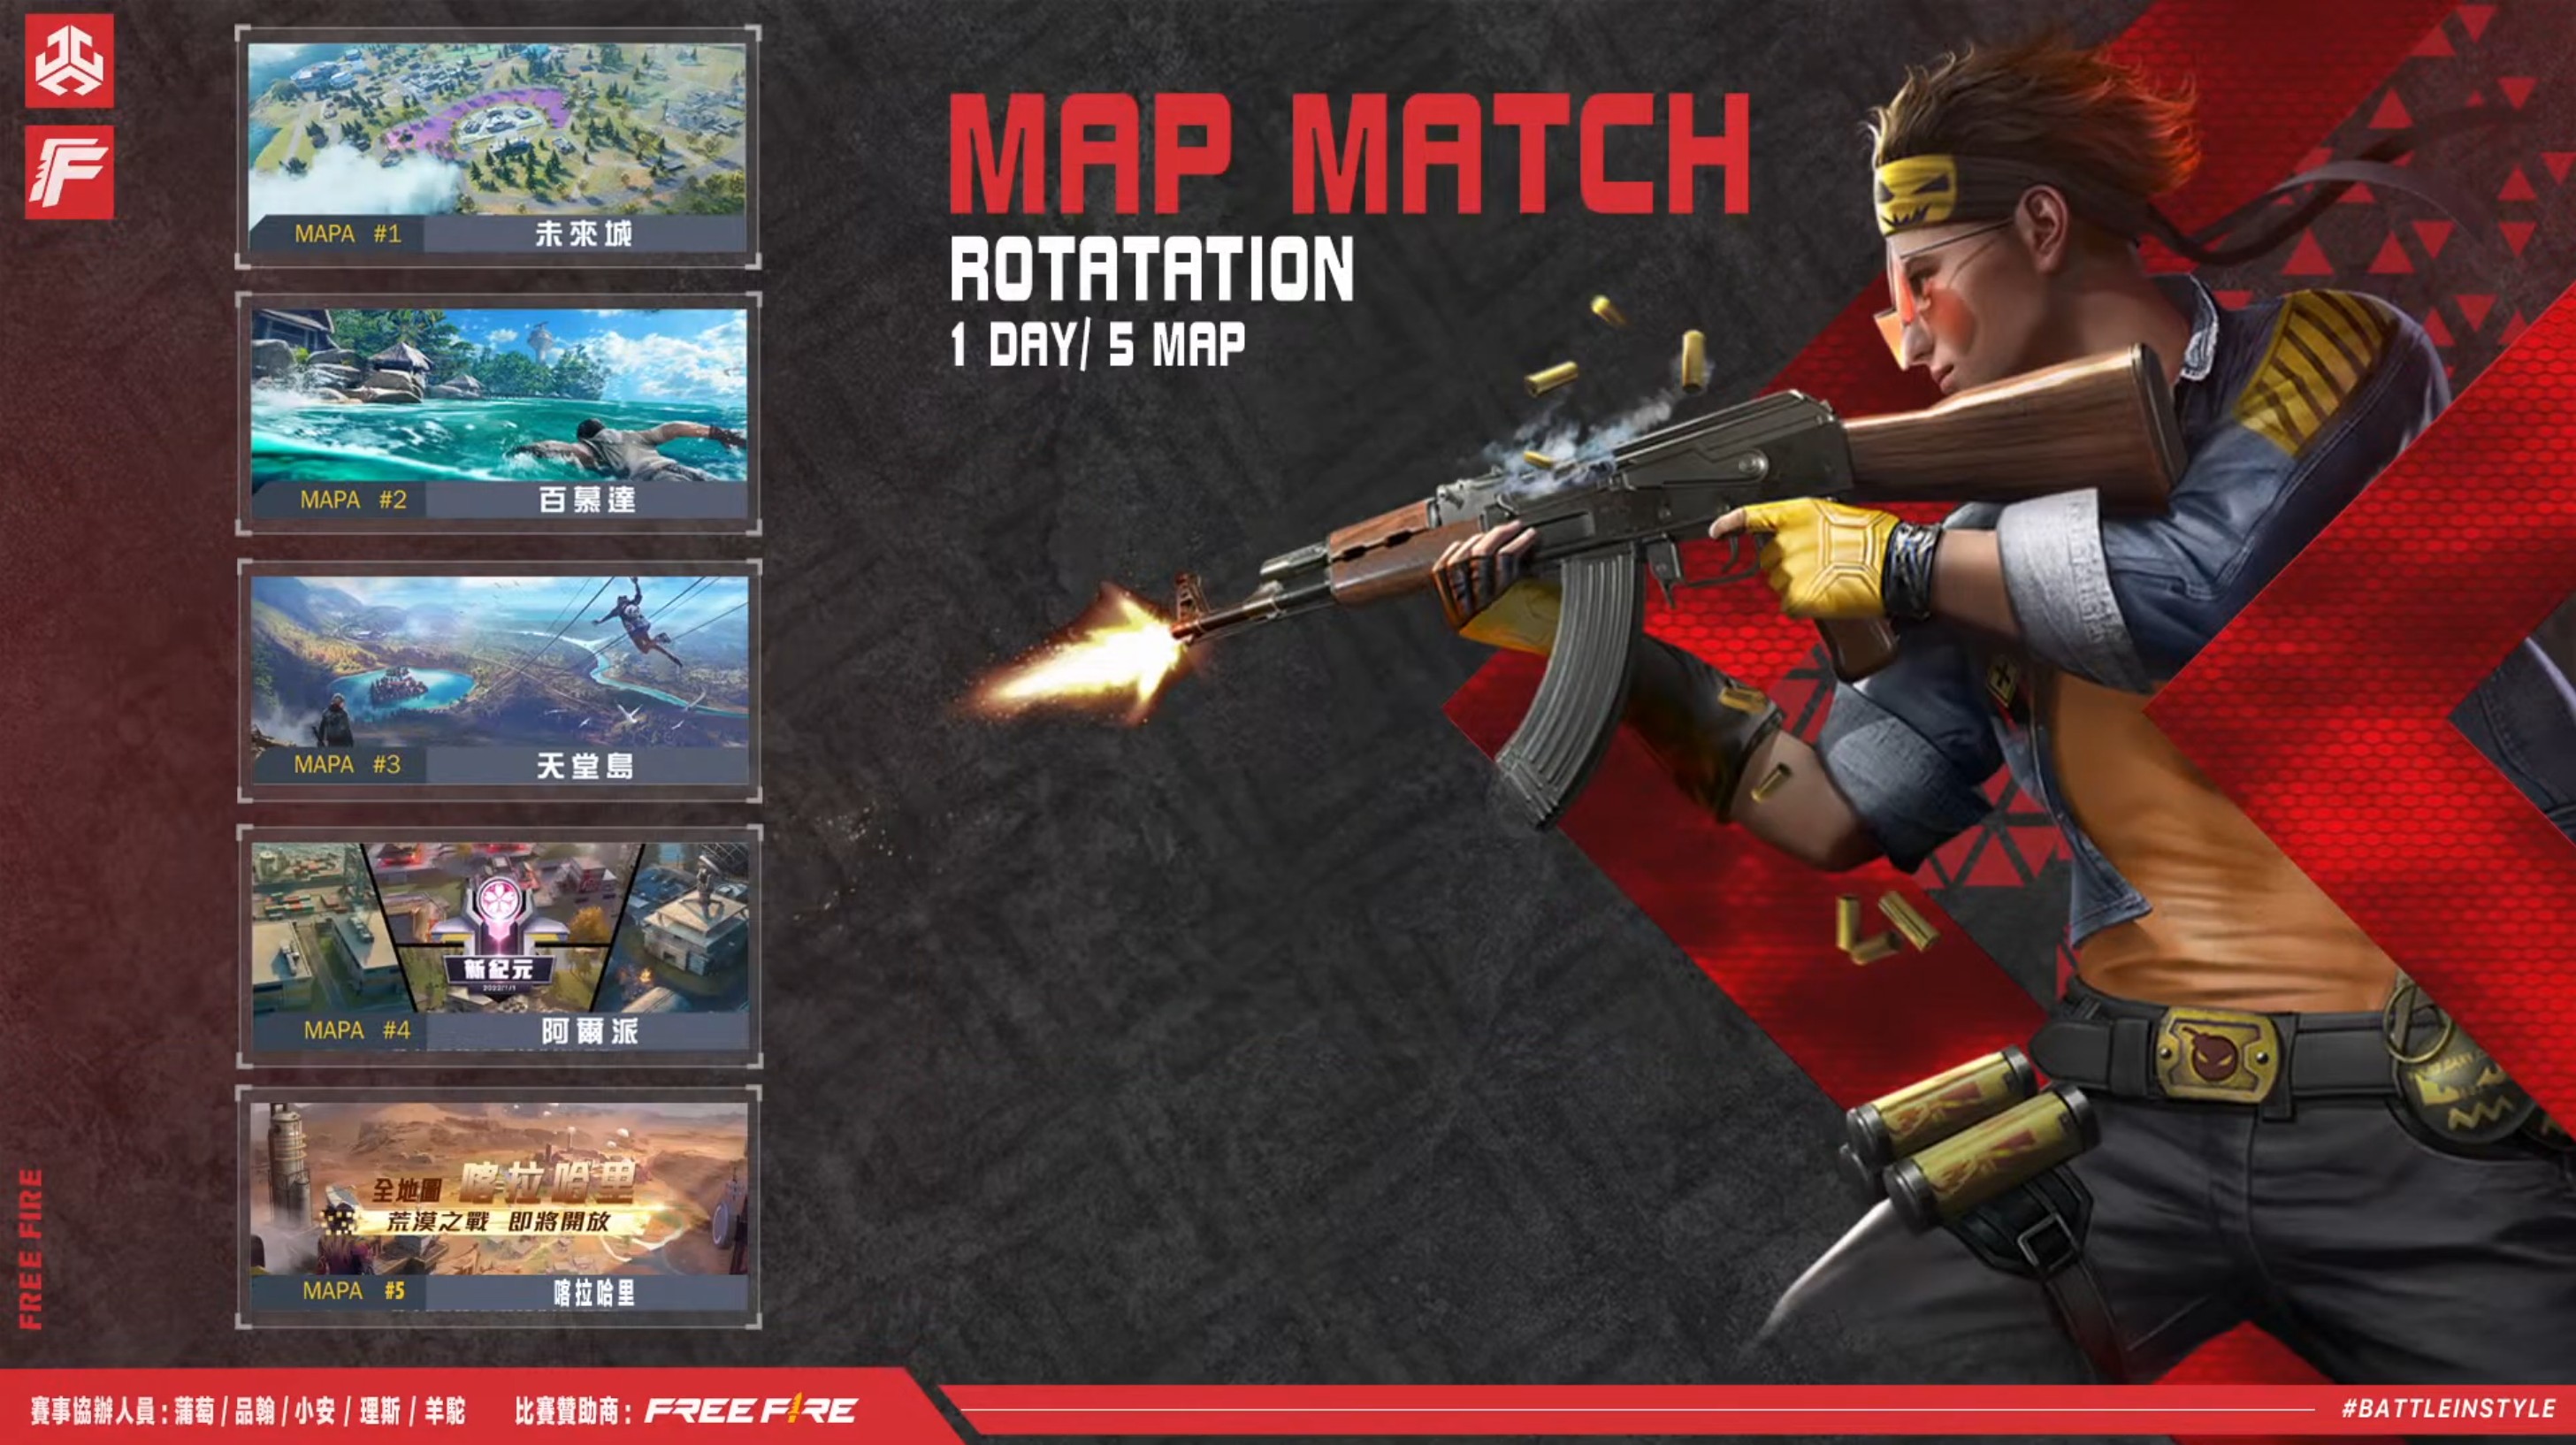 MAP MATCH
ROTATATION
1 DAY/ 5 MAP
MAPA #1 未來城
MAPA #2 百慕達
MAPA #3 天堂島
新紀元
2022/1/1
MAPA #4 阿爾派
全地圖 喀拉哈里
荒漠之戰 即將開放
MAPA #5 喀拉哈里
FREE FIRE
賽事協辦人員:蒲萄/品翰/小安/理斯/羊駝 比賽贊助商: FREE FIRE
#BATTLEINSTYLE